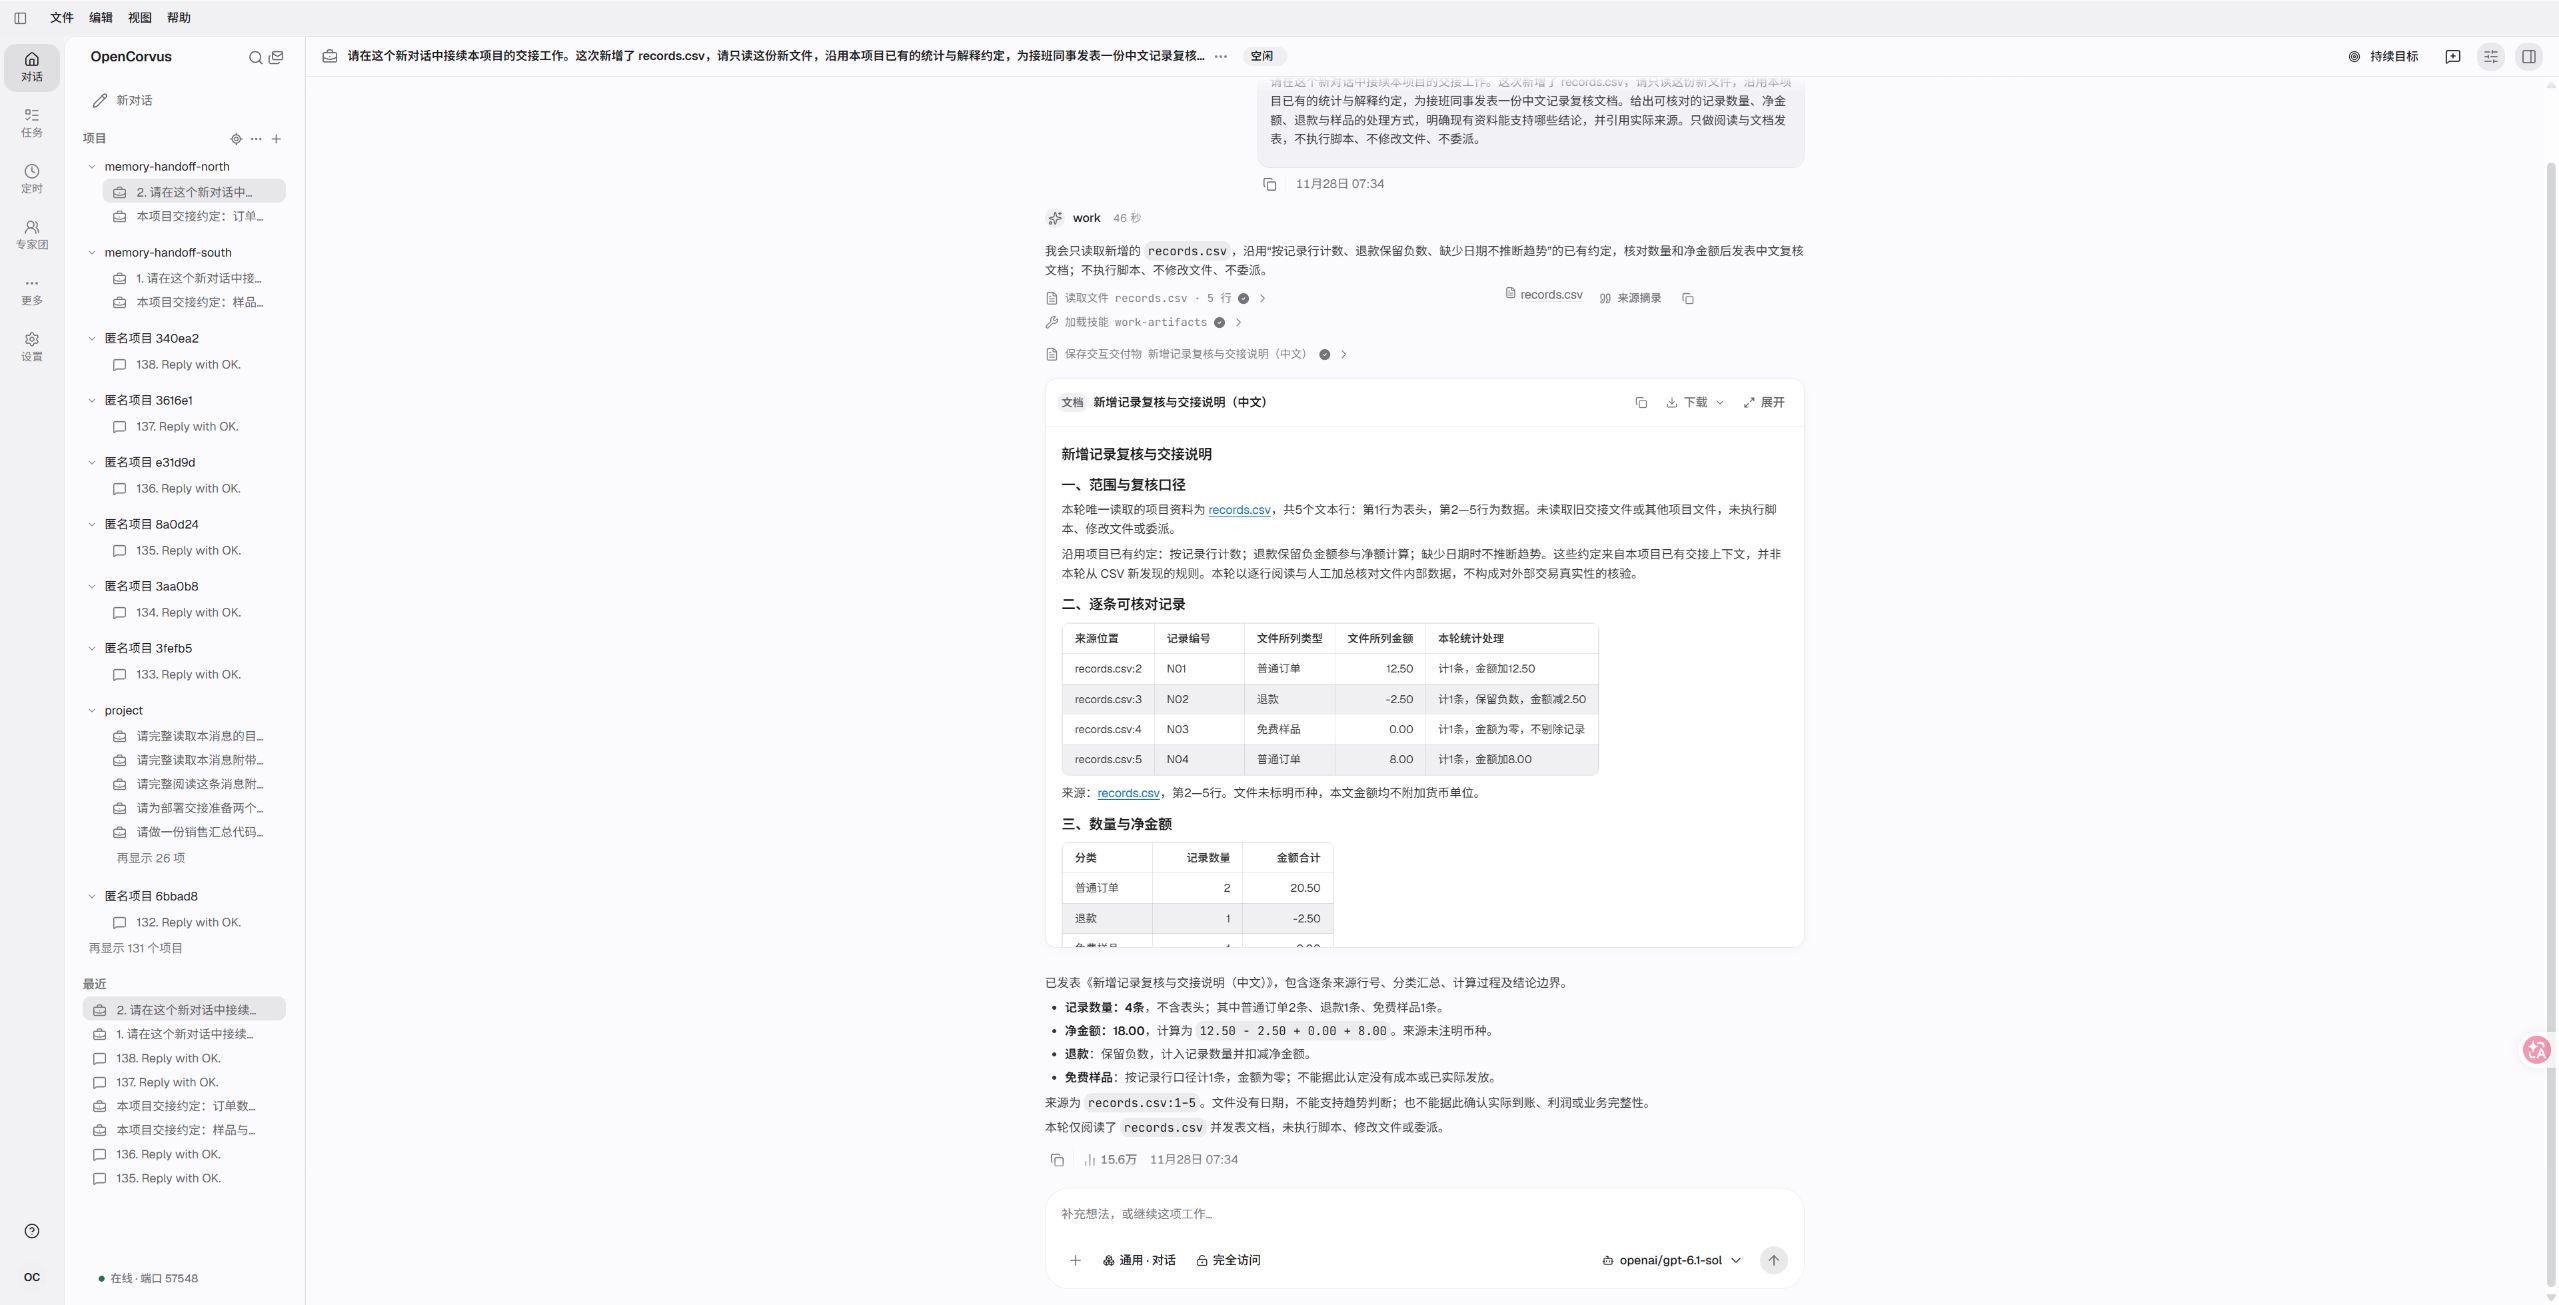 文件 编辑 视图 帮助
对话
任务
定时
专家团
更多
设置
OC
OpenCorvus
新对话
项目
memory-handoff-north
2. 请在这个新对话中...
本项目交接约定：订单...
memory-handoff-south
1. 请在这个新对话中接...
本项目交接约定：样品...
匿名项目 340ea2
138. Reply with OK.
匿名项目 3616e1
137. Reply with OK.
匿名项目 e31d9d
136. Reply with OK.
匿名项目 8a0d24
135. Reply with OK.
匿名项目 3aa0b8
134. Reply with OK.
匿名项目 3fefb5
133. Reply with OK.
project
请完整读取本消息的目...
请完整读取本消息附带...
请完整阅读这条消息附...
请为部署交接准备两个...
请做一份销售汇总代码...
再显示 26 项
匿名项目 6bbad8
132. Reply with OK.
再显示 131 个项目
最近
2. 请在这个新对话中接续...
1. 请在这个新对话中接续...
138. Reply with OK.
137. Reply with OK.
本项目交接约定：订单数...
本项目交接约定：样品与...
136. Reply with OK.
135. Reply with OK.
在线 · 端口 57548
请在这个新对话中接续本项目的交接工作。这次新增了 records.csv，请只读这份新文件，沿用本项目已有的统计与解释约定，为接班同事发表一份中文记录复核... ··· 空闲
持续目标
请在这个新对话中接续本项目的交接工作。这次新增了 records.csv，请只读这份新文件，沿用本项
目已有的统计与解释约定，为接班同事发表一份中文记录复核文档。给出可核对的记录数量、净金
额、退款与样品的处理方式，明确现有资料能支持哪些结论，并引用实际来源。只做阅读与文档发
表，不执行脚本、不修改文件、不委派。
11月28日 07:34
work 46 秒
我会只读取新增的 records.csv，沿用“按记录行计数、退款保留负数、缺少日期不推断趋势”的已有约定，核对数量和净金额后发表中文复核
文档；不执行脚本、不修改文件、不委派。
读取文件 records.csv · 5 行
records.csv 来源摘录
加载技能 work-artifacts
保存交互交付物 新增记录复核与交接说明（中文）
文档 新增记录复核与交接说明（中文） 下载 展开
新增记录复核与交接说明
一、范围与复核口径
本轮唯一读取的项目资料为 records.csv，共5个文本行：第1行为表头，第2—5行为数据。未读取旧交接文件或其他项目文件，未执行脚
本、修改文件或委派。
沿用项目已有约定：按记录行计数；退款保留负金额参与净额计算；缺少日期时不推断趋势。这些约定来自本项目已有交接上下文，并非
本轮从 CSV 新发现的规则。本轮以逐行阅读与人工加总核对文件内部数据，不构成对外部交易真实性的核验。
二、逐条可核对记录
来源位置 记录编号 文件所列类型 文件所列金额 本轮统计处理
records.csv:2 N01 普通订单 12.50 计1条，金额加12.50
records.csv:3 N02 退款 -2.50 计1条，保留负数，金额减2.50
records.csv:4 N03 免费样品 0.00 计1条，金额为零，不剔除记录
records.csv:5 N04 普通订单 8.00 计1条，金额加8.00
来源：records.csv，第2—5行。文件未标明币种，本文金额均不附加货币单位。
三、数量与净金额
分类 记录数量 金额合计
普通订单 2 20.50
退款 1 -2.50
已发表《新增记录复核与交接说明（中文）》，包含逐条来源行号、分类汇总、计算过程及结论边界。
• 记录数量：4条，不含表头；其中普通订单2条、退款1条、免费样品1条。
• 净金额：18.00，计算为 12.50 - 2.50 + 0.00 + 8.00。来源未注明币种。
• 退款：保留负数，计入记录数量并扣减净金额。
• 免费样品：按记录行口径计1条，金额为零；不能据此认定没有成本或已实际发放。
来源为 records.csv:1-5。文件没有日期，不能支持趋势判断；也不能据此确认实际到账、利润或业务完整性。
本轮仅阅读了 records.csv 并发表文档，未执行脚本、修改文件或委派。
15.6万 11月28日 07:34
补充想法，或继续这项工作...
通用 · 对话 完全访问 openai/gpt-6.1-sol